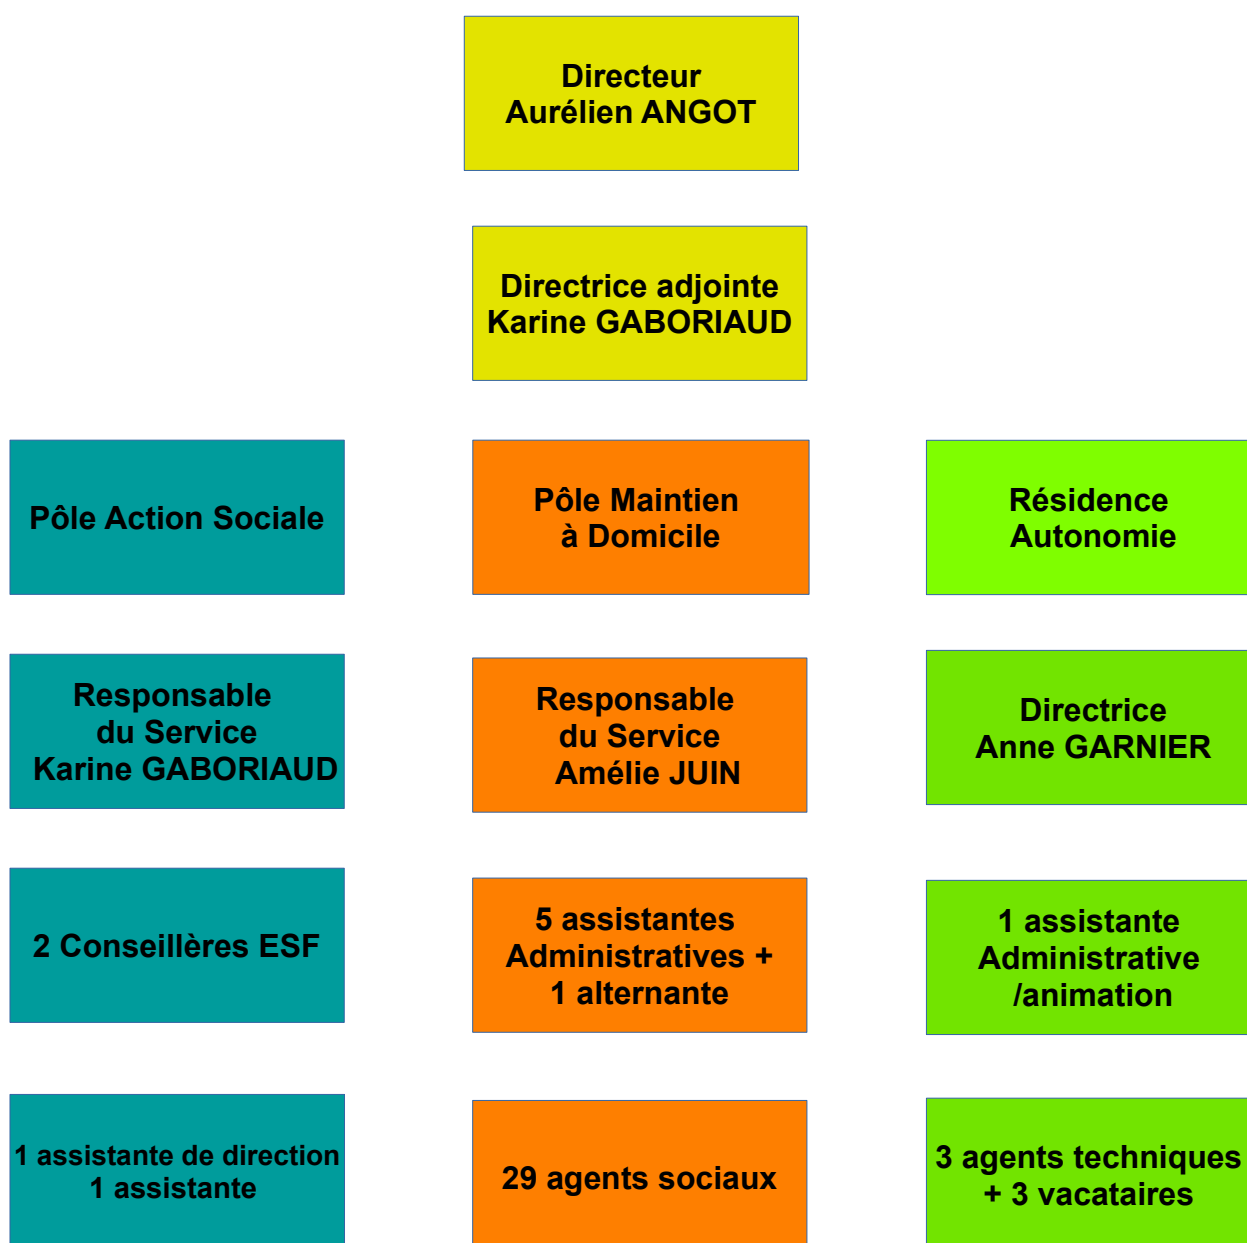 Directeur
Aurélien ANGOT
Directrice adjointe
Karine GABORIAUD
Pôle Action Sociale
Pôle Maintien
à Domicile
Résidence
Autonomie
Responsable
du Service
Karine GABORIAUD
Responsable
du Service
Amélie JUIN
Directrice
Anne GARNIER
2 Conseillères ESF
5 assistantes
Administratives +
1 alternante
1 assistante
Administrative
/animation
1 assistante de direction
1 assistante
29 agents sociaux
3 agents techniques
+ 3 vacataires